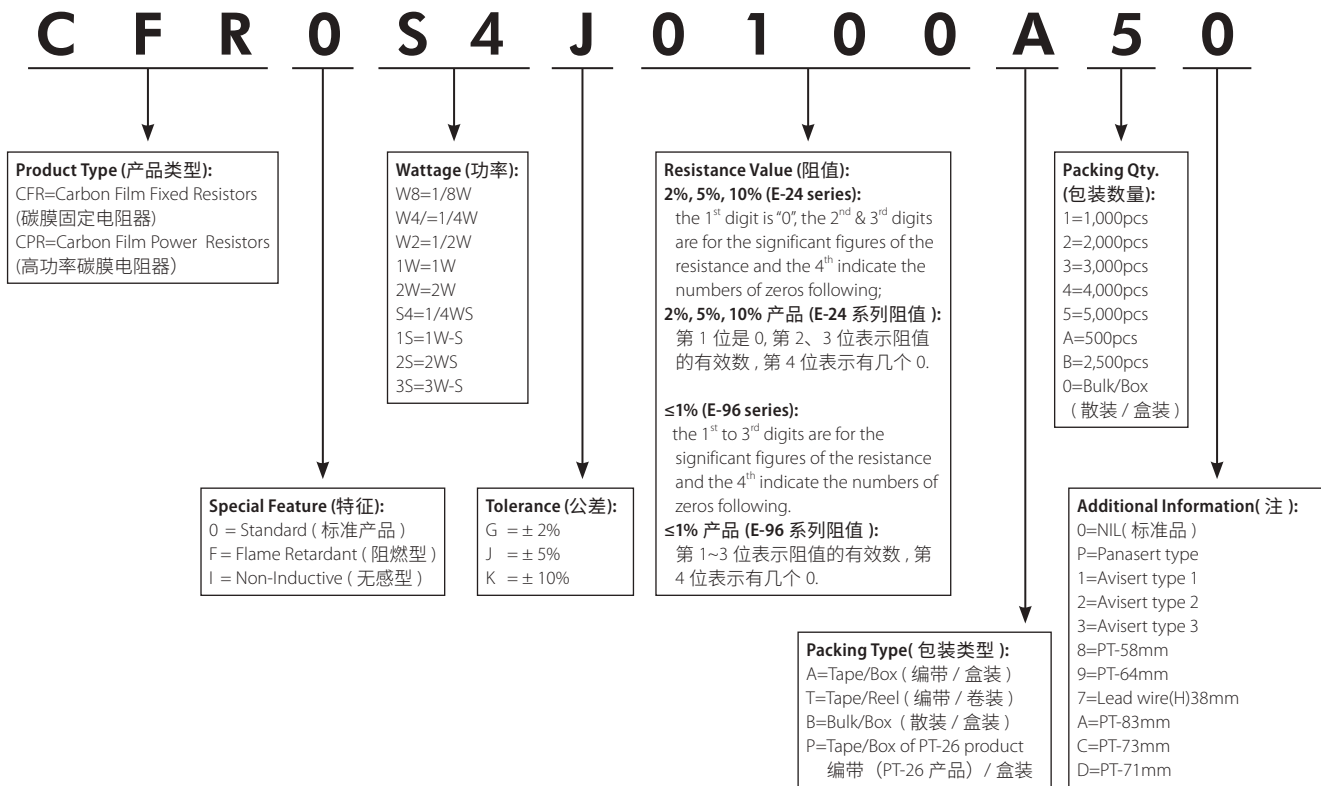 C F R 0 S 4 J 0 1 0 0 A 5 0
Product Type (产品类型):
CFR=Carbon Film Fixed Resistors
(碳膜固定电阻器)
CPR=Carbon Film Power Resistors
(高功率碳膜电阻器）
Wattage (功率):
W8=1/8W
W4/=1/4W
W2=1/2W
1W=1W
2W=2W
S4=1/4WS
1S=1W-S
2S=2WS
3S=3W-S
Resistance Value (阻值):
2%, 5%, 10% (E-24 series):
the 1st digit is “0”, the 2nd & 3rd digits
are for the significant figures of the
resistance and the 4th indicate the
numbers of zeros following;
2%, 5%, 10% 产品 (E-24 系列阻值 ):
第 1 位是 0, 第 2、3 位表示阻值
的有效数 , 第 4 位表示有几个 0.
≤1% (E-96 series):
the 1st to 3rd digits are for the
significant figures of the resistance
and the 4th indicate the numbers of
zeros following.
≤1% 产品 (E-96 系列阻值 ):
第 1~3 位表示阻值的有效数 , 第
4 位表示有几个 0.
Packing Qty.
(包装数量):
1=1,000pcs
2=2,000pcs
3=3,000pcs
4=4,000pcs
5=5,000pcs
A=500pcs
B=2,500pcs
0=Bulk/Box
( 散装 / 盒装 )
Special Feature (特征):
0 = Standard ( 标准产品 )
F = Flame Retardant ( 阻燃型 )
I = Non-Inductive ( 无感型 )
Tolerance (公差):
G = ± 2%
J = ± 5%
K = ± 10%
Packing Type( 包装类型 ):
A=Tape/Box ( 编带 / 盒装 )
T=Tape/Reel ( 编带 / 卷装 )
B=Bulk/Box ( 散装 / 盒装 )
P=Tape/Box of PT-26 product
编带（PT-26 产品）/ 盒装
Additional Information( 注 ):
0=NIL( 标准品 )
P=Panasert type
1=Avisert type 1
2=Avisert type 2
3=Avisert type 3
8=PT-58mm
9=PT-64mm
7=Lead wire(H)38mm
A=PT-83mm
C=PT-73mm
D=PT-71mm